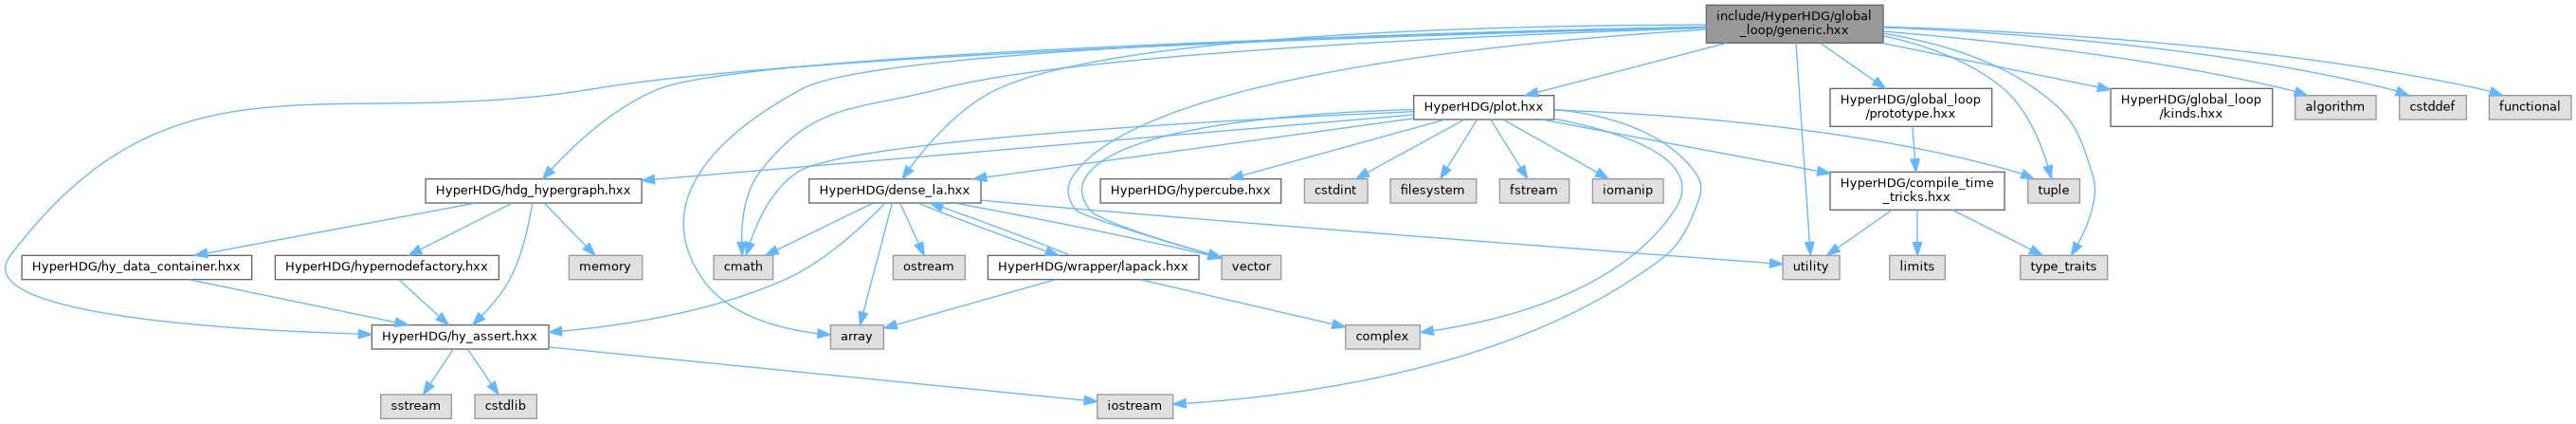 include/HyperHDG/global
_loop/generic.hxx
HyperHDG/plot.hxx
HyperHDG/global_loop
/prototype.hxx
HyperHDG/global_loop
/kinds.hxx
algorithm
cstddef
functional
HyperHDG/hdg_hypergraph.hxx
HyperHDG/dense_la.hxx
HyperHDG/hypercube.hxx
cstdint
filesystem
fstream
iomanip
HyperHDG/compile_time
_tricks.hxx
tuple
HyperHDG/hy_data_container.hxx
HyperHDG/hypernodefactory.hxx
memory
cmath
ostream
HyperHDG/wrapper/lapack.hxx
vector
utility
limits
type_traits
HyperHDG/hy_assert.hxx
array
complex
sstream
cstdlib
iostream